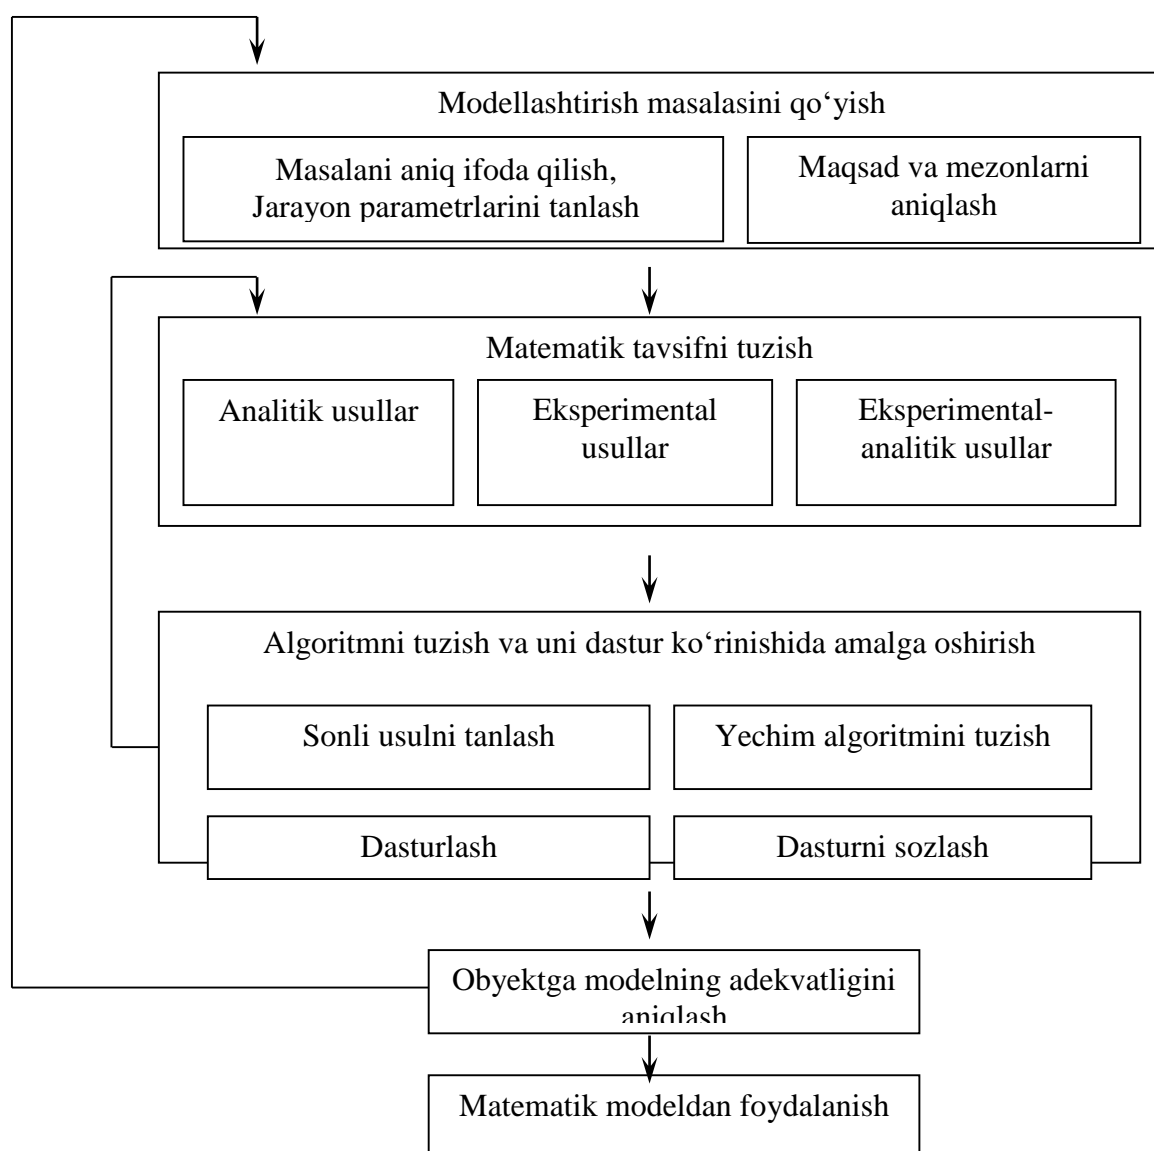 Modellashtirish masalasini qo‘yish
Masalani aniq ifoda qilish,
Jarayon parametrlarini tanlash
Maqsad va mezonlarni
aniqlash
Matematik tavsifni tuzish
Analitik usullar
Eksperimental
usullar
Eksperimental-
analitik usullar
Algoritmni tuzish va uni dastur ko‘rinishida amalga oshirish
Sonli usulni tanlash
Yechim algoritmini tuzish
Dasturlash
Dasturni sozlash
Obyektga modelning adekvatligini
aniqlash
Matematik modeldan foydalanish